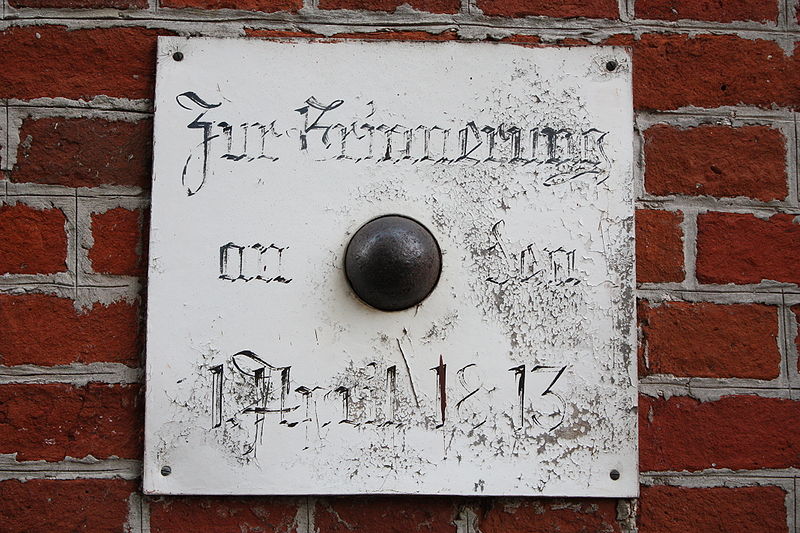 Zur Erinnerung
an den
1. April 1813